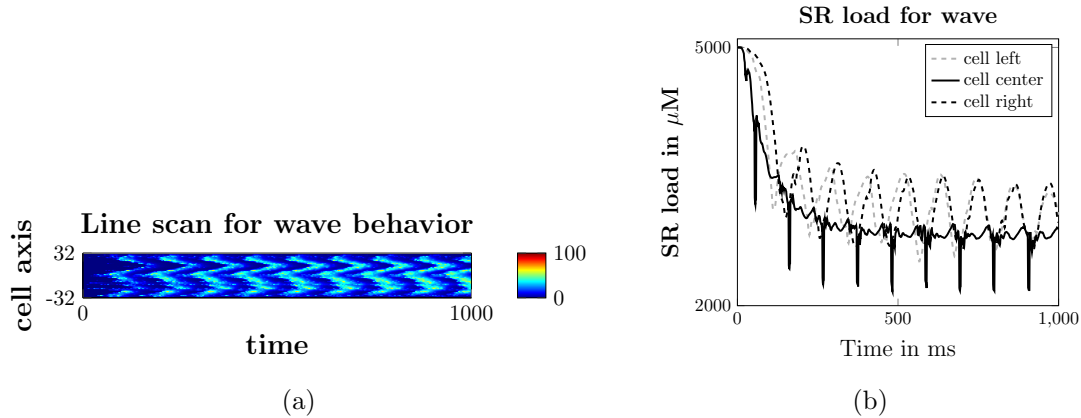 Line scan for wave behavior
cell axis
32
-32
0
1000
time
100
0
(a)
SR load for wave
SR load in μM
5000
2000
cell left
cell center
cell right
0
500
1,000
Time in ms
(b)